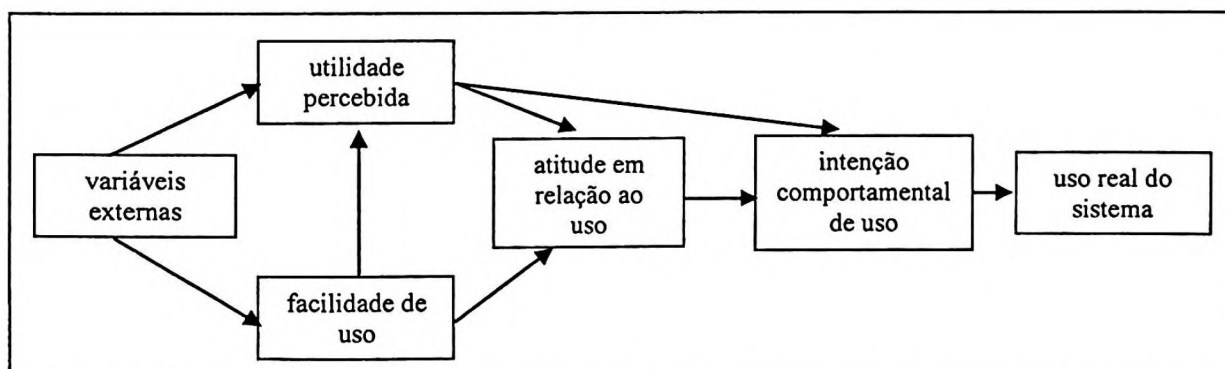 utilidade
percebida
variáveis
externas
facilidade de
uso
atitude em
relação ao
uso
intenção
comportamental
de uso
uso real do
sistema